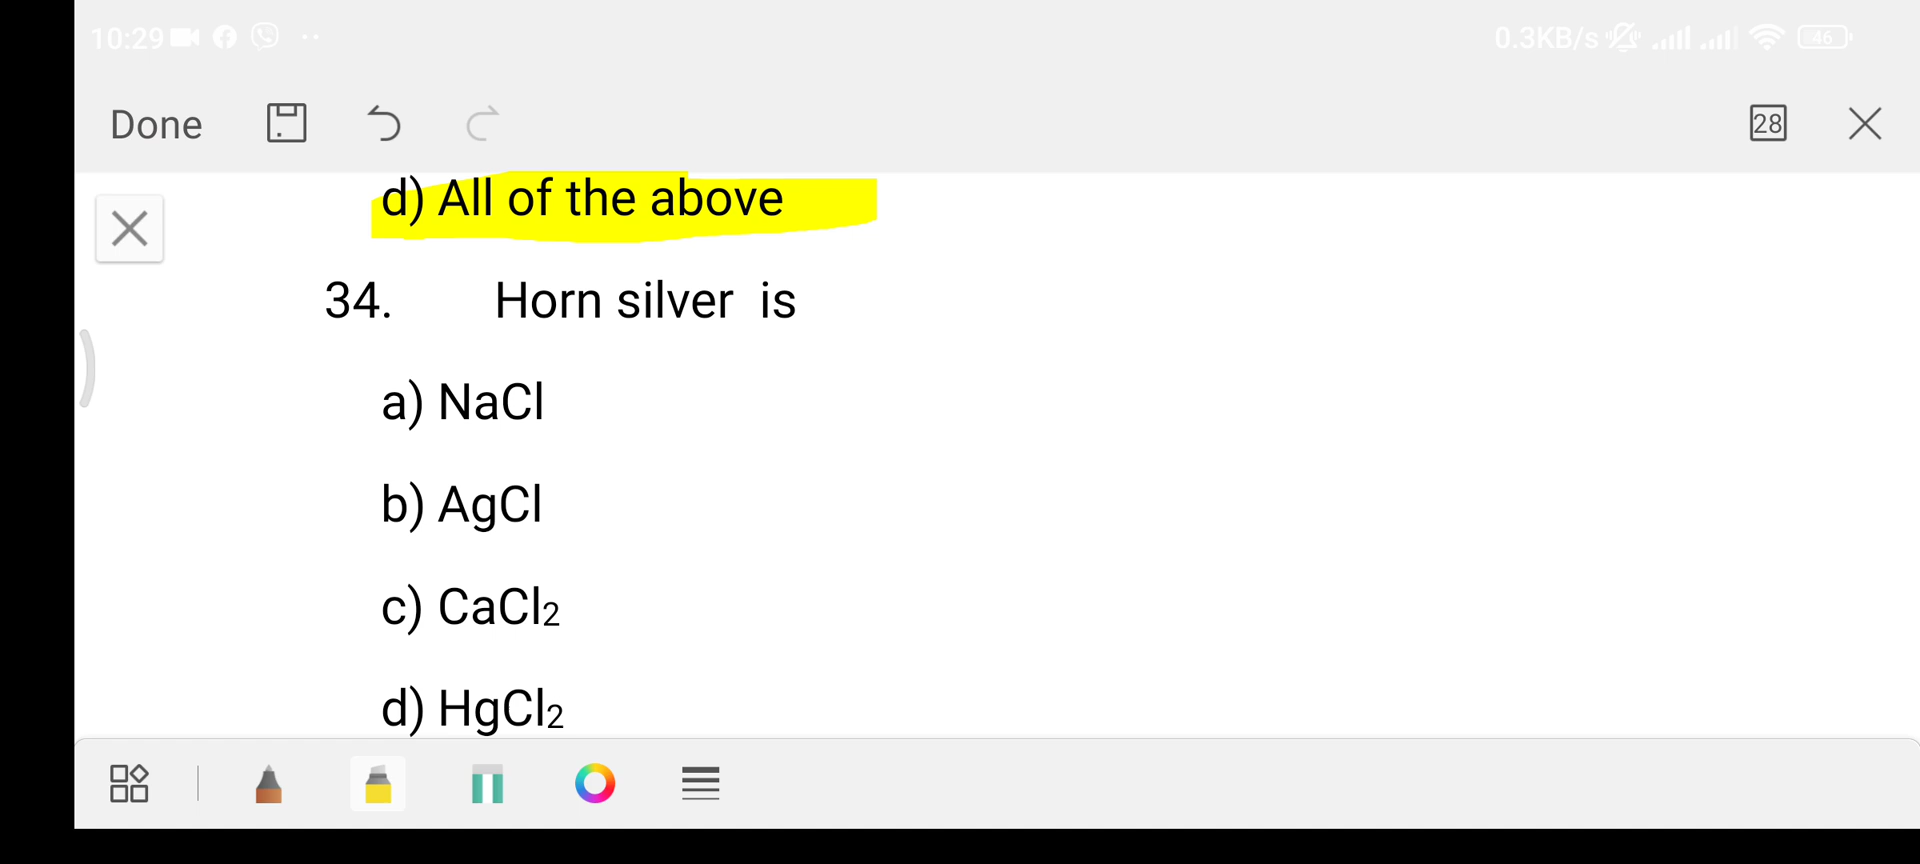 10:29
0.3KB/s
46
Done
28
d) All of the above
34. Horn silver is
a) NaCl
b) AgCl
c) CaCl2
d) HgCl2